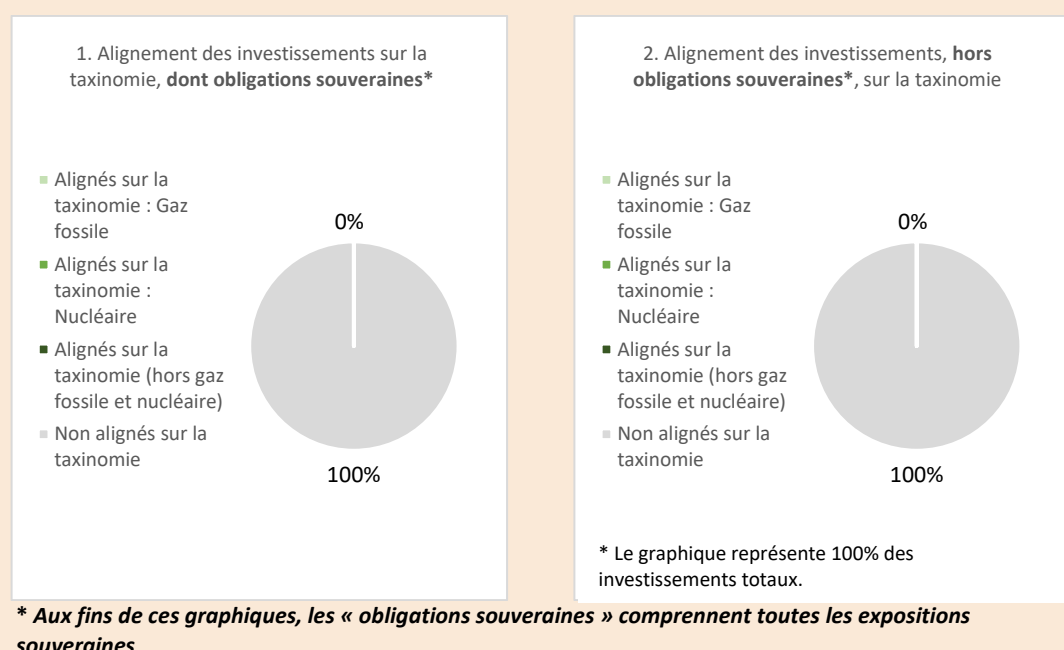 1. Alignement des investissements sur la
taxinomie, dont obligations souveraines*
Alignés sur la
taxinomie : Gaz
fossile
Alignés sur la
taxinomie :
Nucléaire
Alignés sur la
taxinomie (hors gaz
fossile et nucléaire)
Non alignés sur la
taxinomie
0%
100%
2. Alignement des investissements, hors
obligations souveraines*, sur la taxinomie
Alignés sur la
taxinomie : Gaz
fossile
Alignés sur la
taxinomie :
Nucléaire
Alignés sur la
taxinomie (hors gaz
fossile et nucléaire)
Non alignés sur la
taxinomie
0%
100%
* Le graphique représente 100% des
investissements totaux.
* Aux fins de ces graphiques, les « obligations souveraines » comprennent toutes les expositions
souveraines